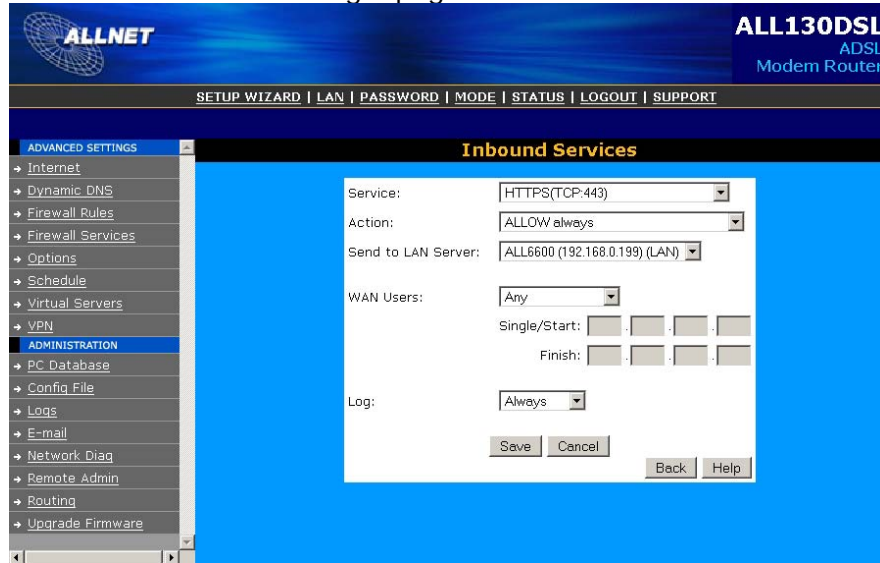 ALLNET
ALL130DSL
ADSL
Modem Router
SETUP WIZARD | LAN | PASSWORD | MODE | STATUS | LOGOUT | SUPPORT
ADVANCED SETTINGS
Internet
Dynamic DNS
Firewall Rules
Firewall Services
Options
Schedule
Virtual Servers
VPN
ADMINISTRATION
PC Database
Config File
Logs
E-mail
Network Diag
Remote Admin
Routing
Upgrade Firmware
Inbound Services
Service: HTTPS(TCP:443)
Action: ALLOW always
Send to LAN Server: ALL6600 (192.168.0.199) (LAN)
WAN Users: Any
Single/Start: . . .
Finish: . . .
Log: Always
Save Cancel
Back Help